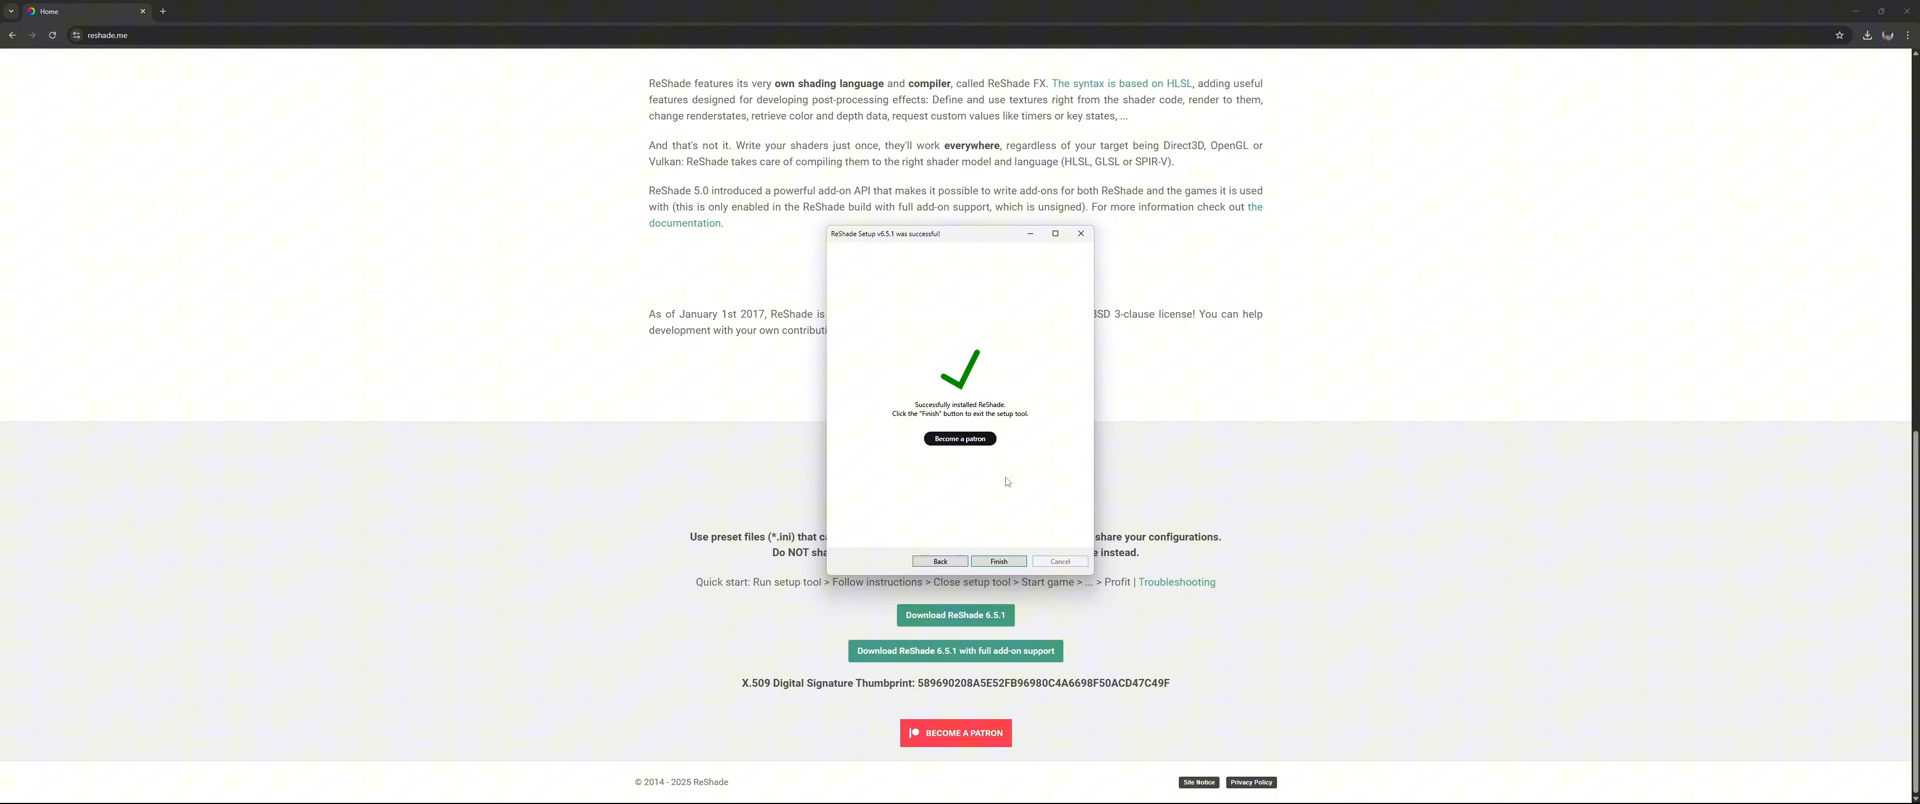 Home
reshade.me
ReShade features its very own shading language and compiler, called ReShade FX. The syntax is based on HLSL, adding useful
features designed for developing post-processing effects: Define and use textures right from the shader code, render to them,
change renderstates, retrieve color and depth data, request custom values like timers or key states, ...
And that's not it. Write your shaders just once, they'll work everywhere, regardless of your target being Direct3D, OpenGL or
Vulkan: ReShade takes care of compiling them to the right shader model and language (HLSL, GLSL or SPIR-V).
ReShade 5.0 introduced a powerful add-on API that makes it possible to write add-ons for both ReShade and the games it is used
with (this is only enabled in the ReShade build with full add-on support, which is unsigned). For more information check out the
documentation.
ReShade Setup v6.5.1 was successful!
As of January 1st 2017, ReShade is
BSD 3-clause license! You can help
development with your own contributi
Successfully installed ReShade.
Click the "Finish" button to exit the setup tool.
Become a patron
Use preset files (*.ini) that ca
share your configurations.
Do NOT sha
e instead.
Back
Finish
Cancel
Quick start: Run setup tool > Follow instructions > Close setup tool > Start game > ... > Profit | Troubleshooting
Download ReShade 6.5.1
Download ReShade 6.5.1 with full add-on support
X.509 Digital Signature Thumbprint: 589690208A5E52FB96980C4A6698F50ACD47C49F
BECOME A PATRON
© 2014 - 2025 ReShade
Site Notice
Privacy Policy